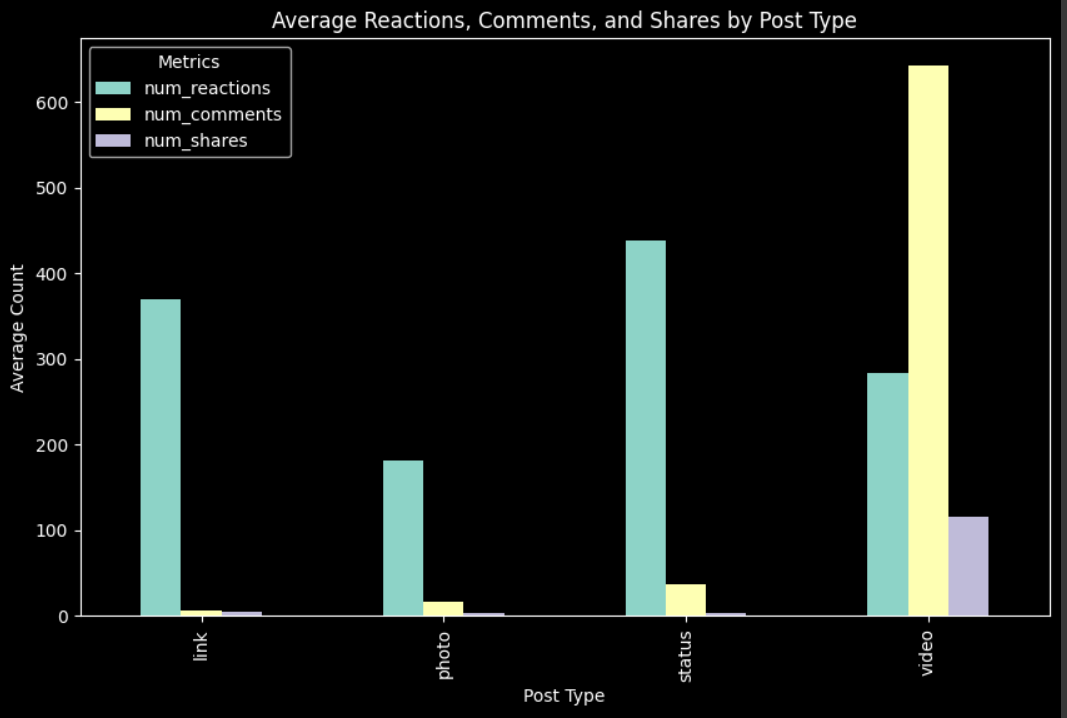 Average Reactions, Comments, and Shares by Post Type
Metrics
num_reactions
num_comments
num_shares
600
500
400
300
200
100
0
Average Count
link
photo
status
video
Post Type